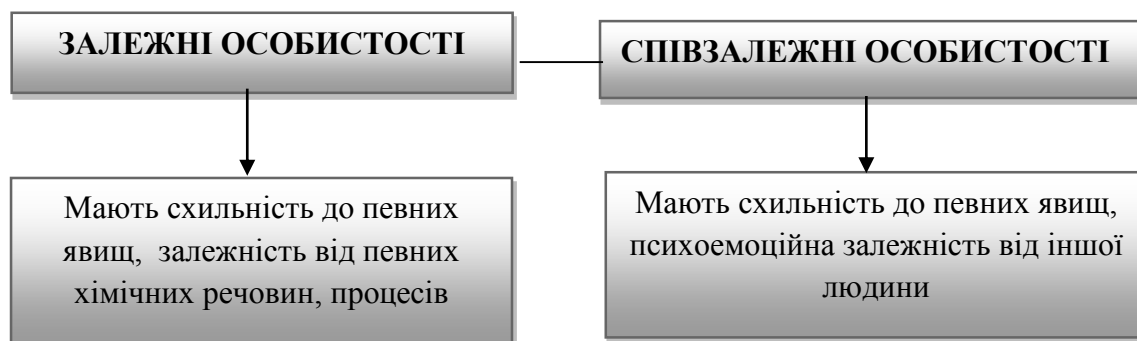 ЗАЛЕЖНІ ОСОБИСТОСТІ
СПІВЗАЛЕЖНІ ОСОБИСТОСТІ
Мають схильність до певних
явищ, залежність від певних
хімічних речовин, процесів
Мають схильність до певних явищ,
психоемоційна залежність від іншої
людини